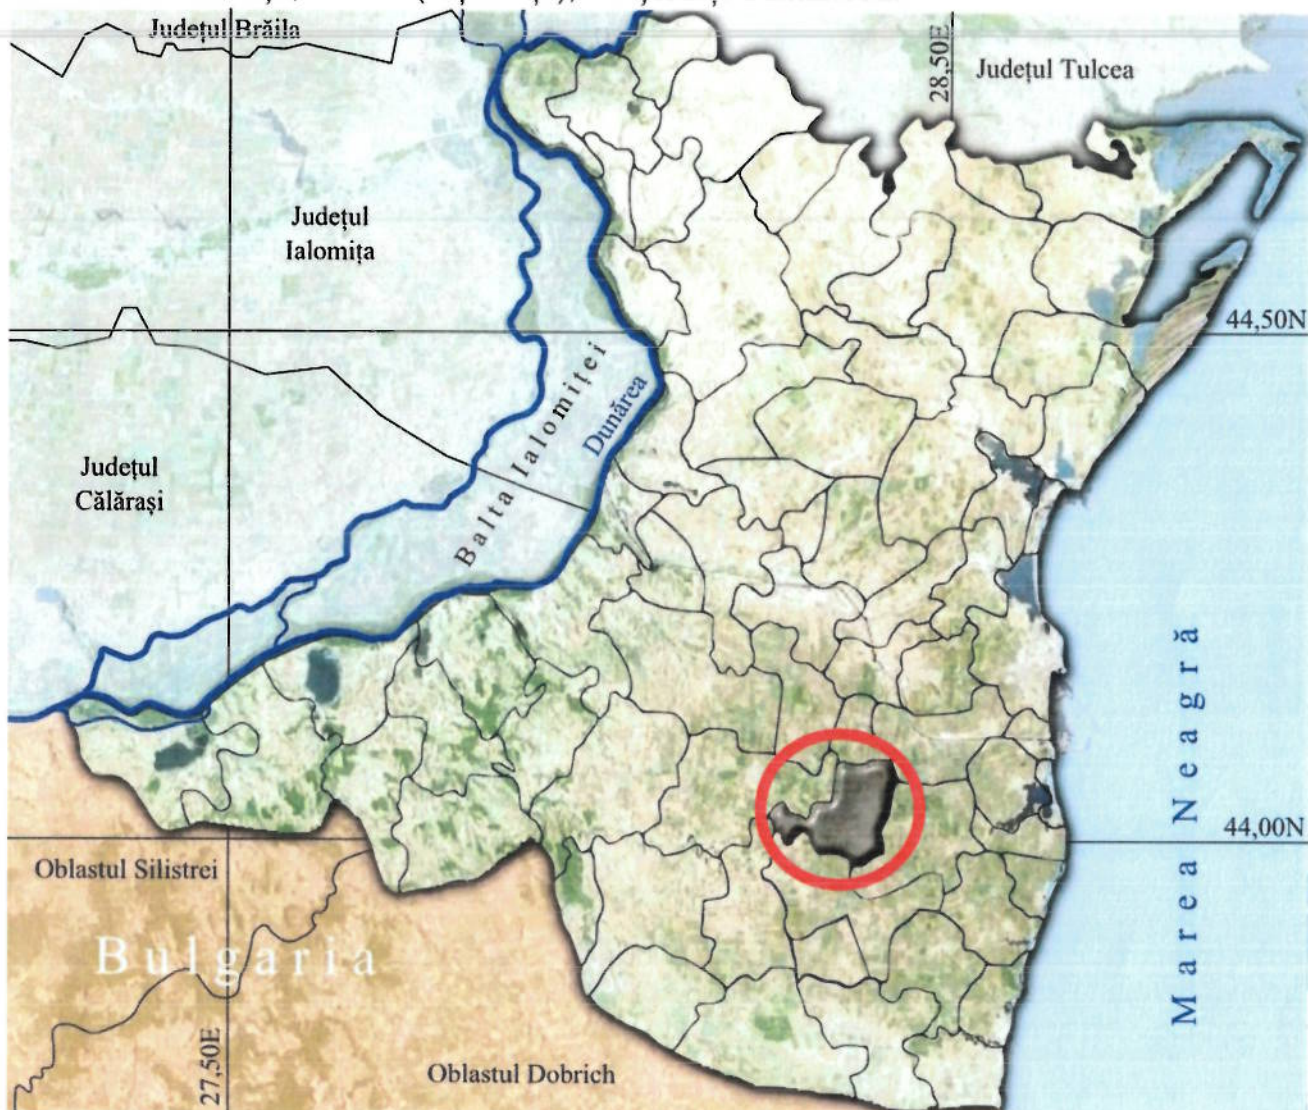 Județul Brăila
28,50E
Județul Tulcea
Județul
Ialomița
44,50N
Balta Ialomiței
Dunărea
Județul
Călărași
Marea Neagră
44,00N
Oblastul Silistrei
Bulgaria
27,50E
Oblastul Dobrich